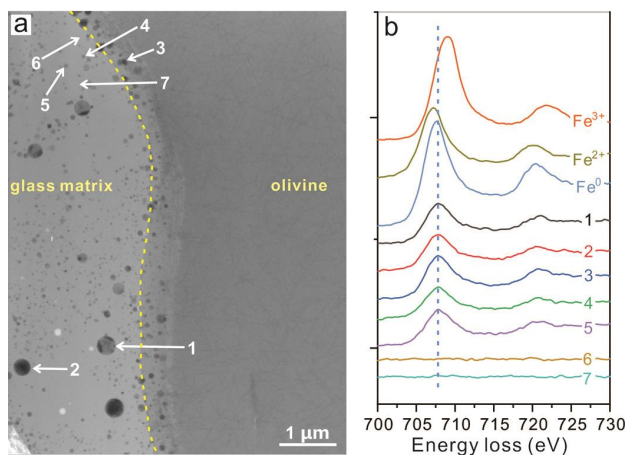 a
4
3
6
5
7
glass matrix
olivine
1
2
1 μm
b
Fe³⁺
Fe²⁺
Fe⁰
1
2
3
4
5
6
7
700 705 710 715 720 725 730
Energy loss (eV)